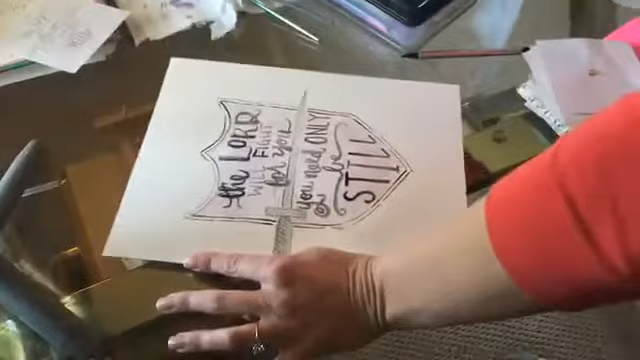 the LORD
WILL FIGHT
for you
you need ONLY
& be
STILL